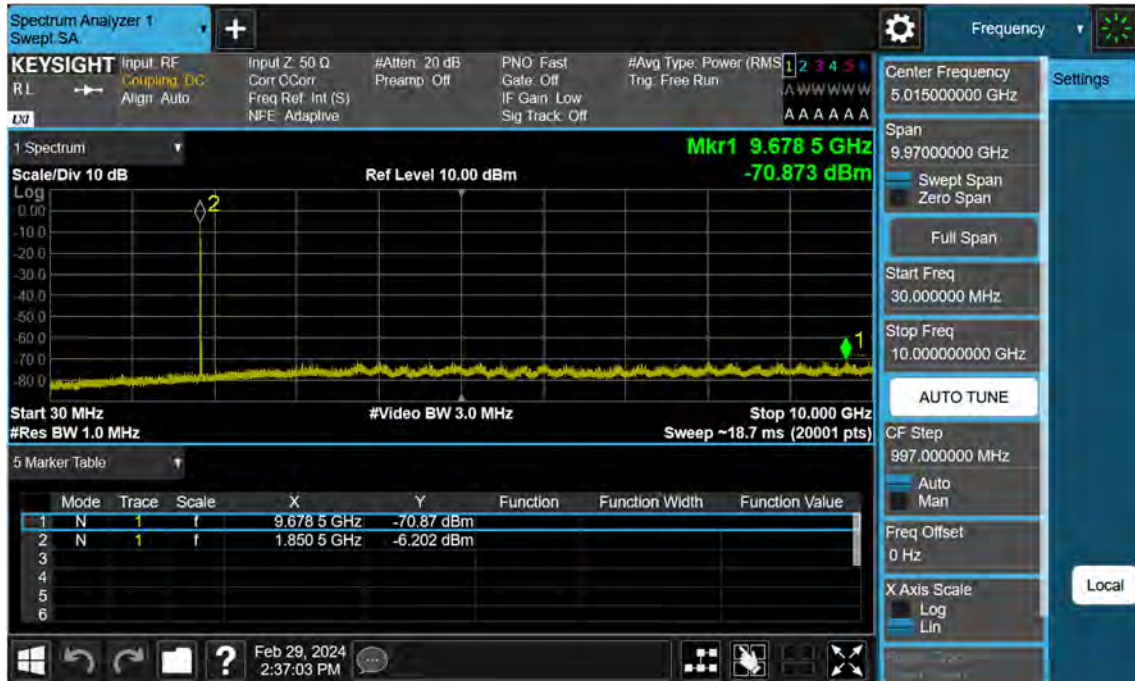 Spectrum Analyzer 1
Swept SA
+
Frequency
KEYSIGHT
RL
LXI
Input: RF
Coupling: DC
Align: Auto
Input Z: 50 Ω
Corr CCorr
Freq Ref: Int (S)
NFE: Adaptive
#Atten: 20 dB
Preamp: Off
PNO: Fast
Gate: Off
IF Gain: Low
Sig Track: Off
#Avg Type: Power (RMS
Trig: Free Run
1 2 3 4 5 6
A W W W W W
A A A A A A
1 Spectrum
Scale/Div 10 dB
Ref Level 10.00 dBm
Mkr1 9.678 5 GHz
-70.873 dBm
Log
0.00
-10.0
-20.0
-30.0
-40.0
-50.0
-60.0
-70.0
-80.0
2
1
Start 30 MHz
#Video BW 3.0 MHz
Stop 10.000 GHz
#Res BW 1.0 MHz
Sweep ~18.7 ms (20001 pts)
5 Marker Table
Mode Trace Scale X Y Function Function Width Function Value
1 N 1 f 9.678 5 GHz -70.87 dBm
2 N 1 f 1.850 5 GHz -6.202 dBm
3
4
5
6
Feb 29, 2024
2:37:03 PM
?
Center Frequency
5.015000000 GHz
Span
9.97000000 GHz
Swept Span
Zero Span
Full Span
Start Freq
30.000000 MHz
Stop Freq
10.000000000 GHz
AUTO TUNE
CF Step
997.000000 MHz
Auto
Man
Freq Offset
0 Hz
X Axis Scale
Log
Lin
Settings
Local